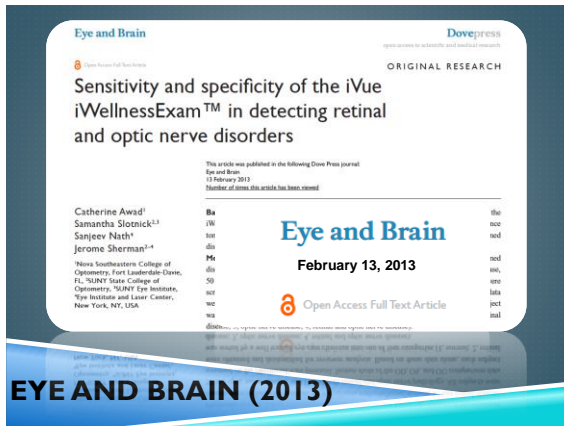 Eye and Brain
Dovepress
open access to scientific and medical research
Open Access Full Text Article
ORIGINAL RESEARCH
Sensitivity and specificity of the iVue
iWellnessExam™ in detecting retinal
and optic nerve disorders
This article was published in the following Dove Press journal:
Eye and Brain
13 February 2013
Number of times this article has been viewed
Catherine Awad¹
Samantha Slotnick²,³
Sanjeev Nath⁴
Jerome Sherman²⁻⁴
¹Nova Southeastern College of
Optometry, Fort Lauderdale-Davie,
FL, ²SUNY State College of
Optometry, ³SUNY Eye Institute,
⁴Eye Institute and Laser Center,
New York, NY, USA
Eye and Brain
February 13, 2013
Open Access Full Text Article
EYE AND BRAIN (2013)